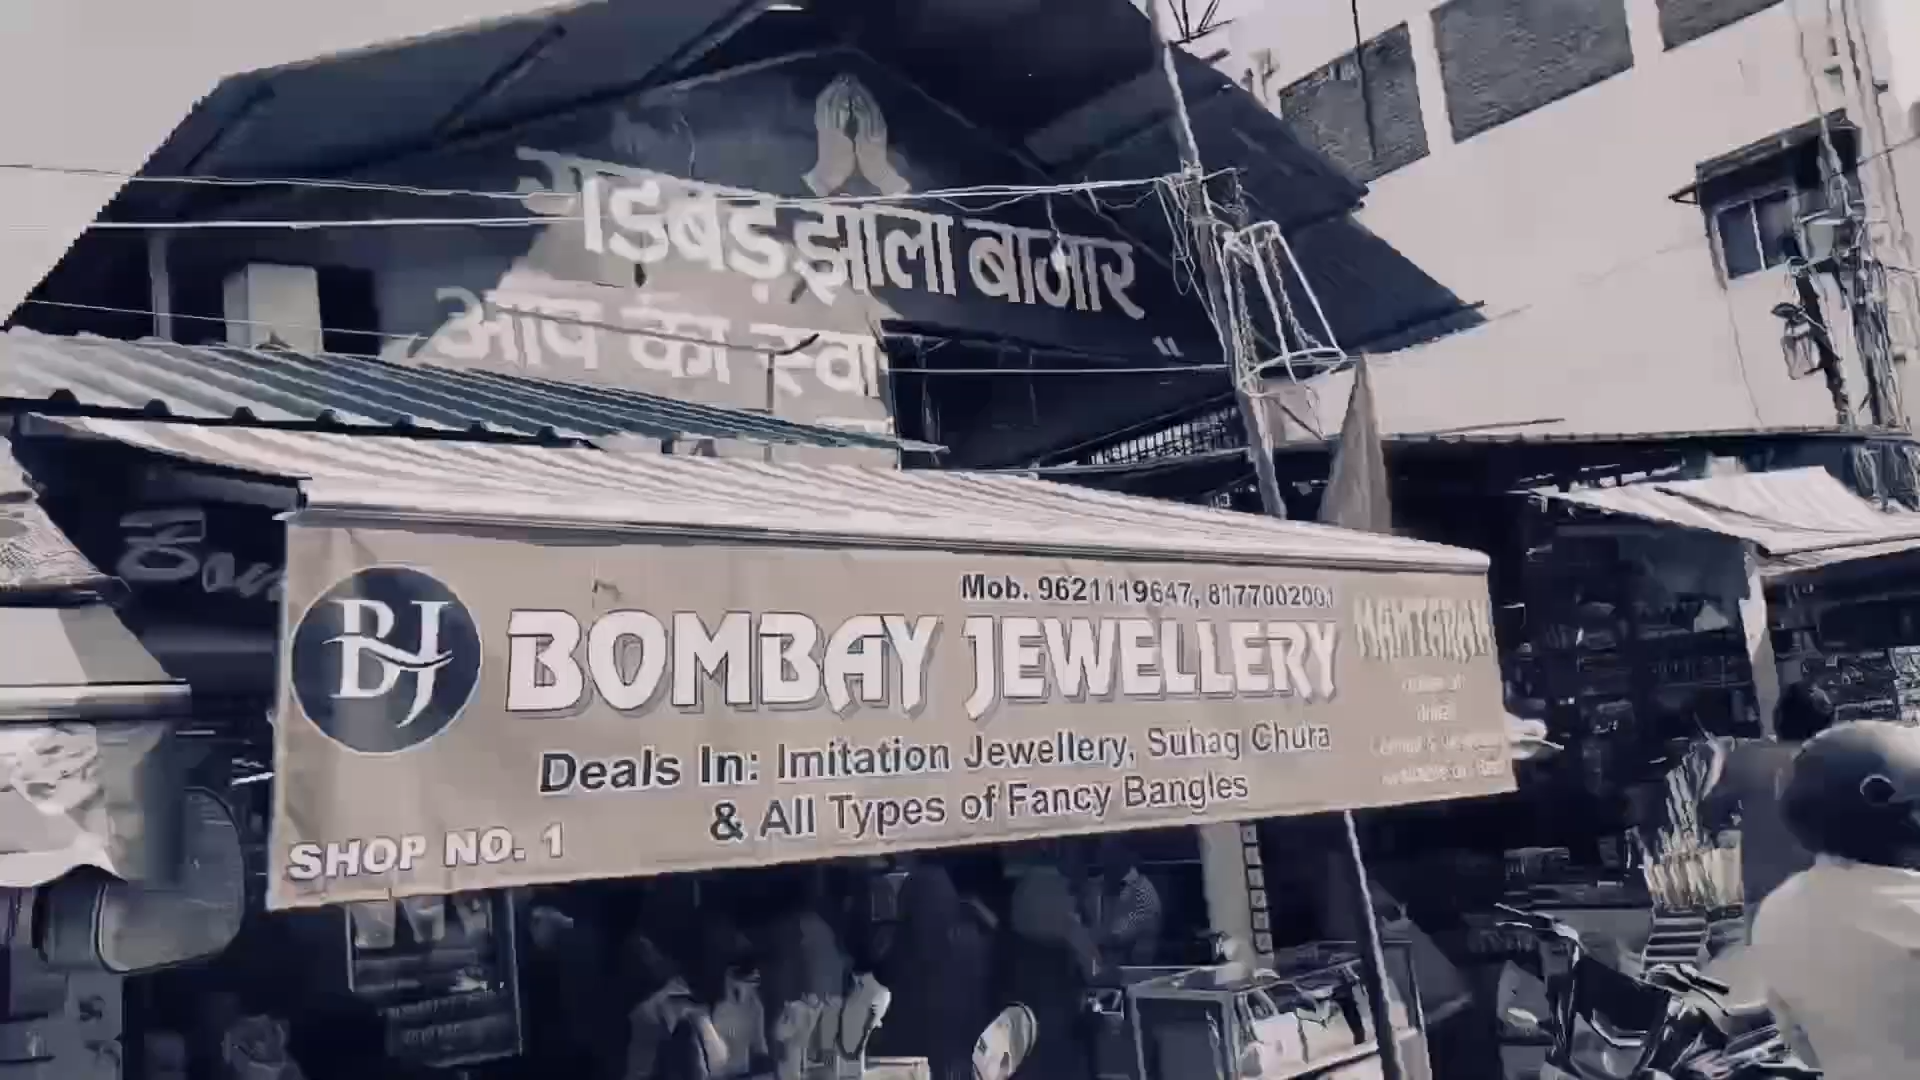 गड़बड़झाला बाजार
आप का स्वा
BJ
Mob. 9621119647, 8177002001
BOMBAY JEWELLERY
Deals In: Imitation Jewellery, Suhag Chura
& All Types of Fancy Bangles
SHOP NO. 1